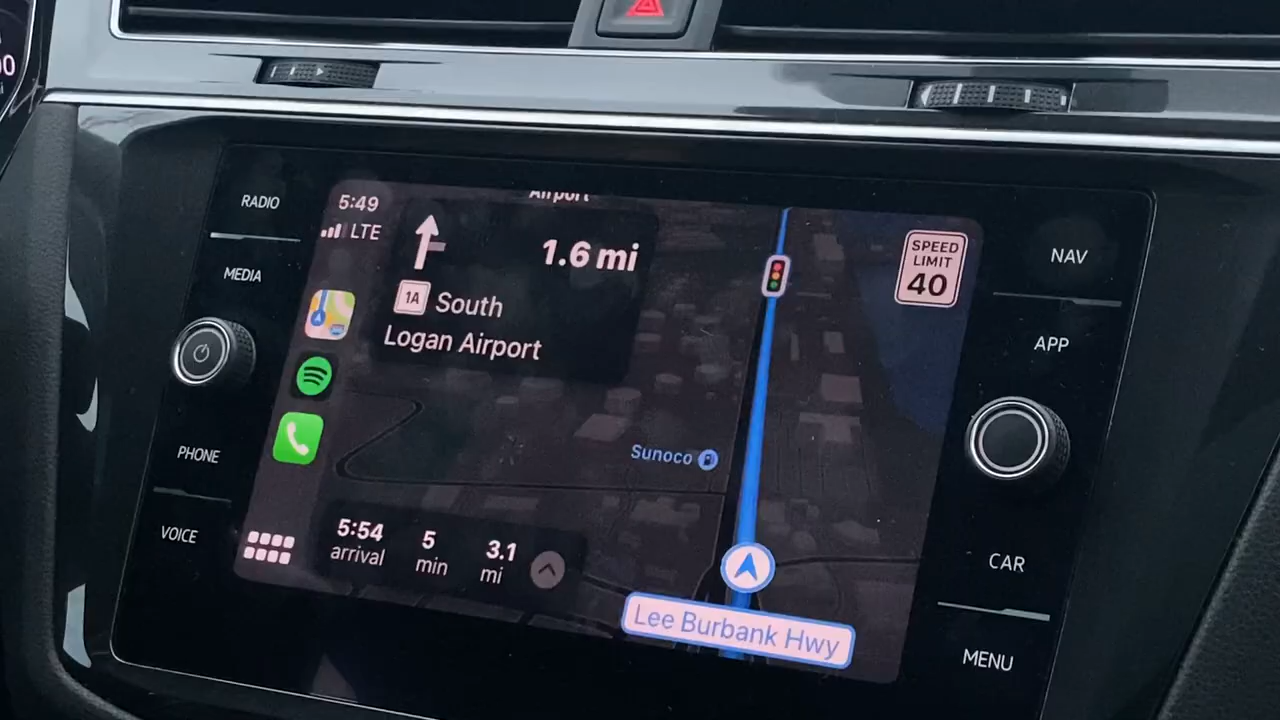 RADIO
MEDIA
PHONE
VOICE
5:49
LTE
Airport
1.6 mi
1A South
Logan Airport
SPEED
LIMIT
40
Sunoco
5:54
arrival
5
min
3.1
mi
Lee Burbank Hwy
NAV
APP
CAR
MENU